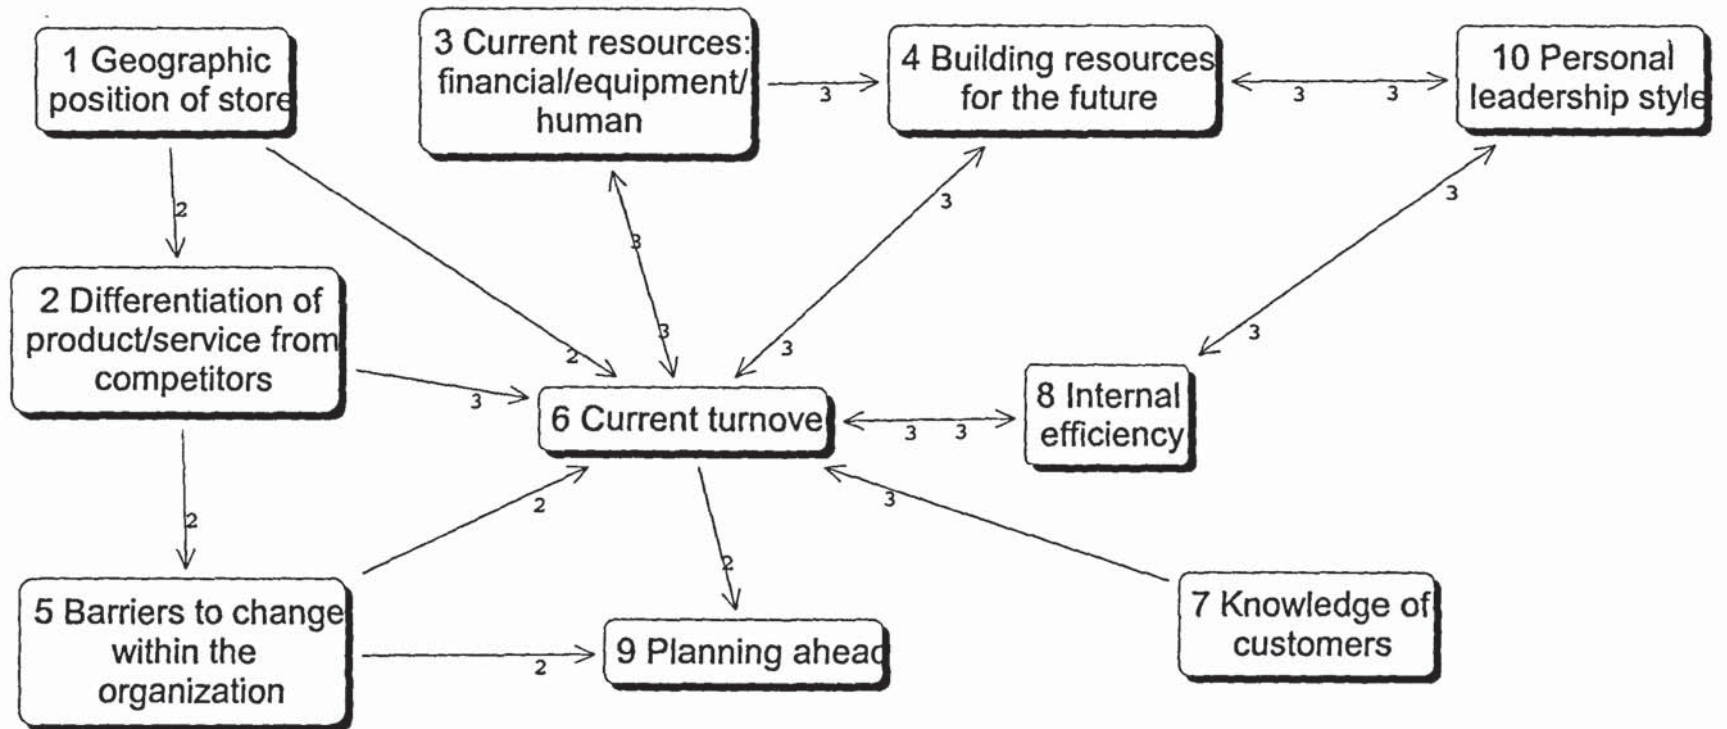 1 Geographic
position of store
3 Current resources:
financial/equipment/
human
4 Building resources
for the future
10 Personal
leadership style
3
3
3
2
3
3
3
2 Differentiation of
product/service from
competitors
3
3
3
2
3
6 Current turnove
3
3
8 Internal
efficiency
2
2
3
2
5 Barriers to change
within the
organization
2
9 Planning ahead
7 Knowledge of
customers